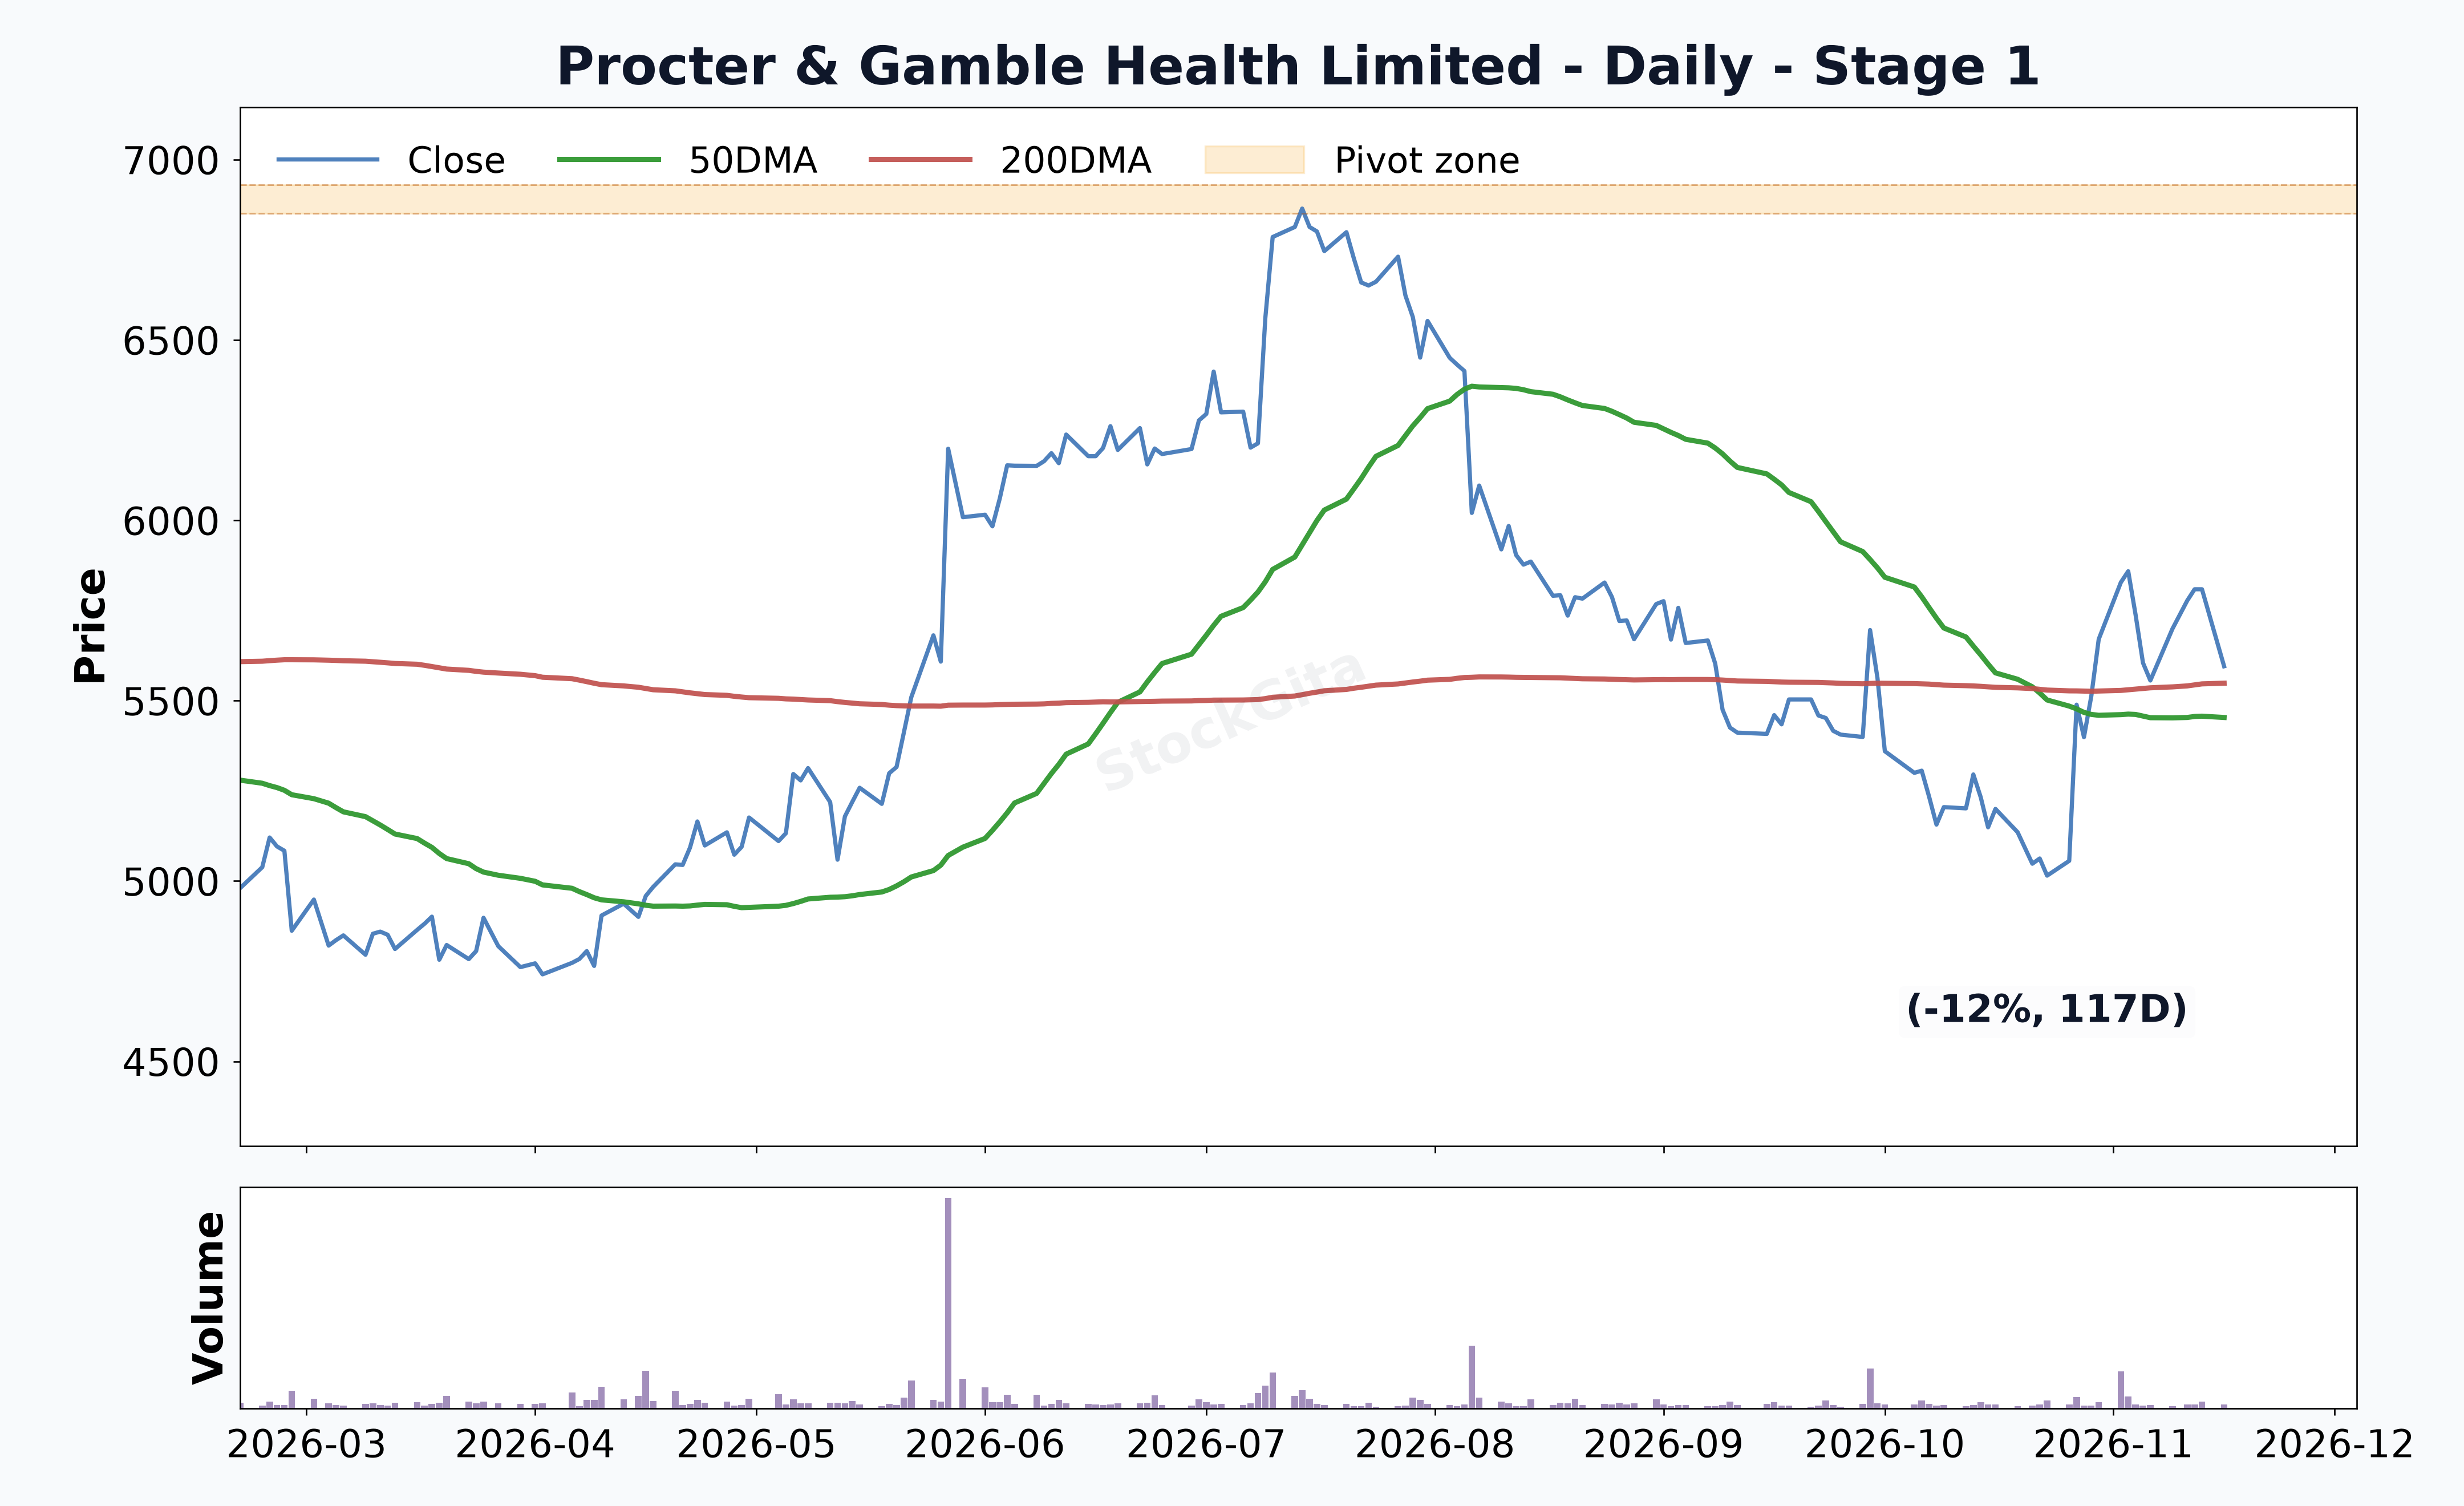 Procter & Gamble Health Limited - Daily - Stage 1
Close 50DMA 200DMA Pivot zone
7000
6500
6000
5500
5000
4500
Price
StockGita
(-12%, 117D)
Volume
2026-03 2026-04 2026-05 2026-06 2026-07 2026-08 2026-09 2026-10 2026-11 2026-12